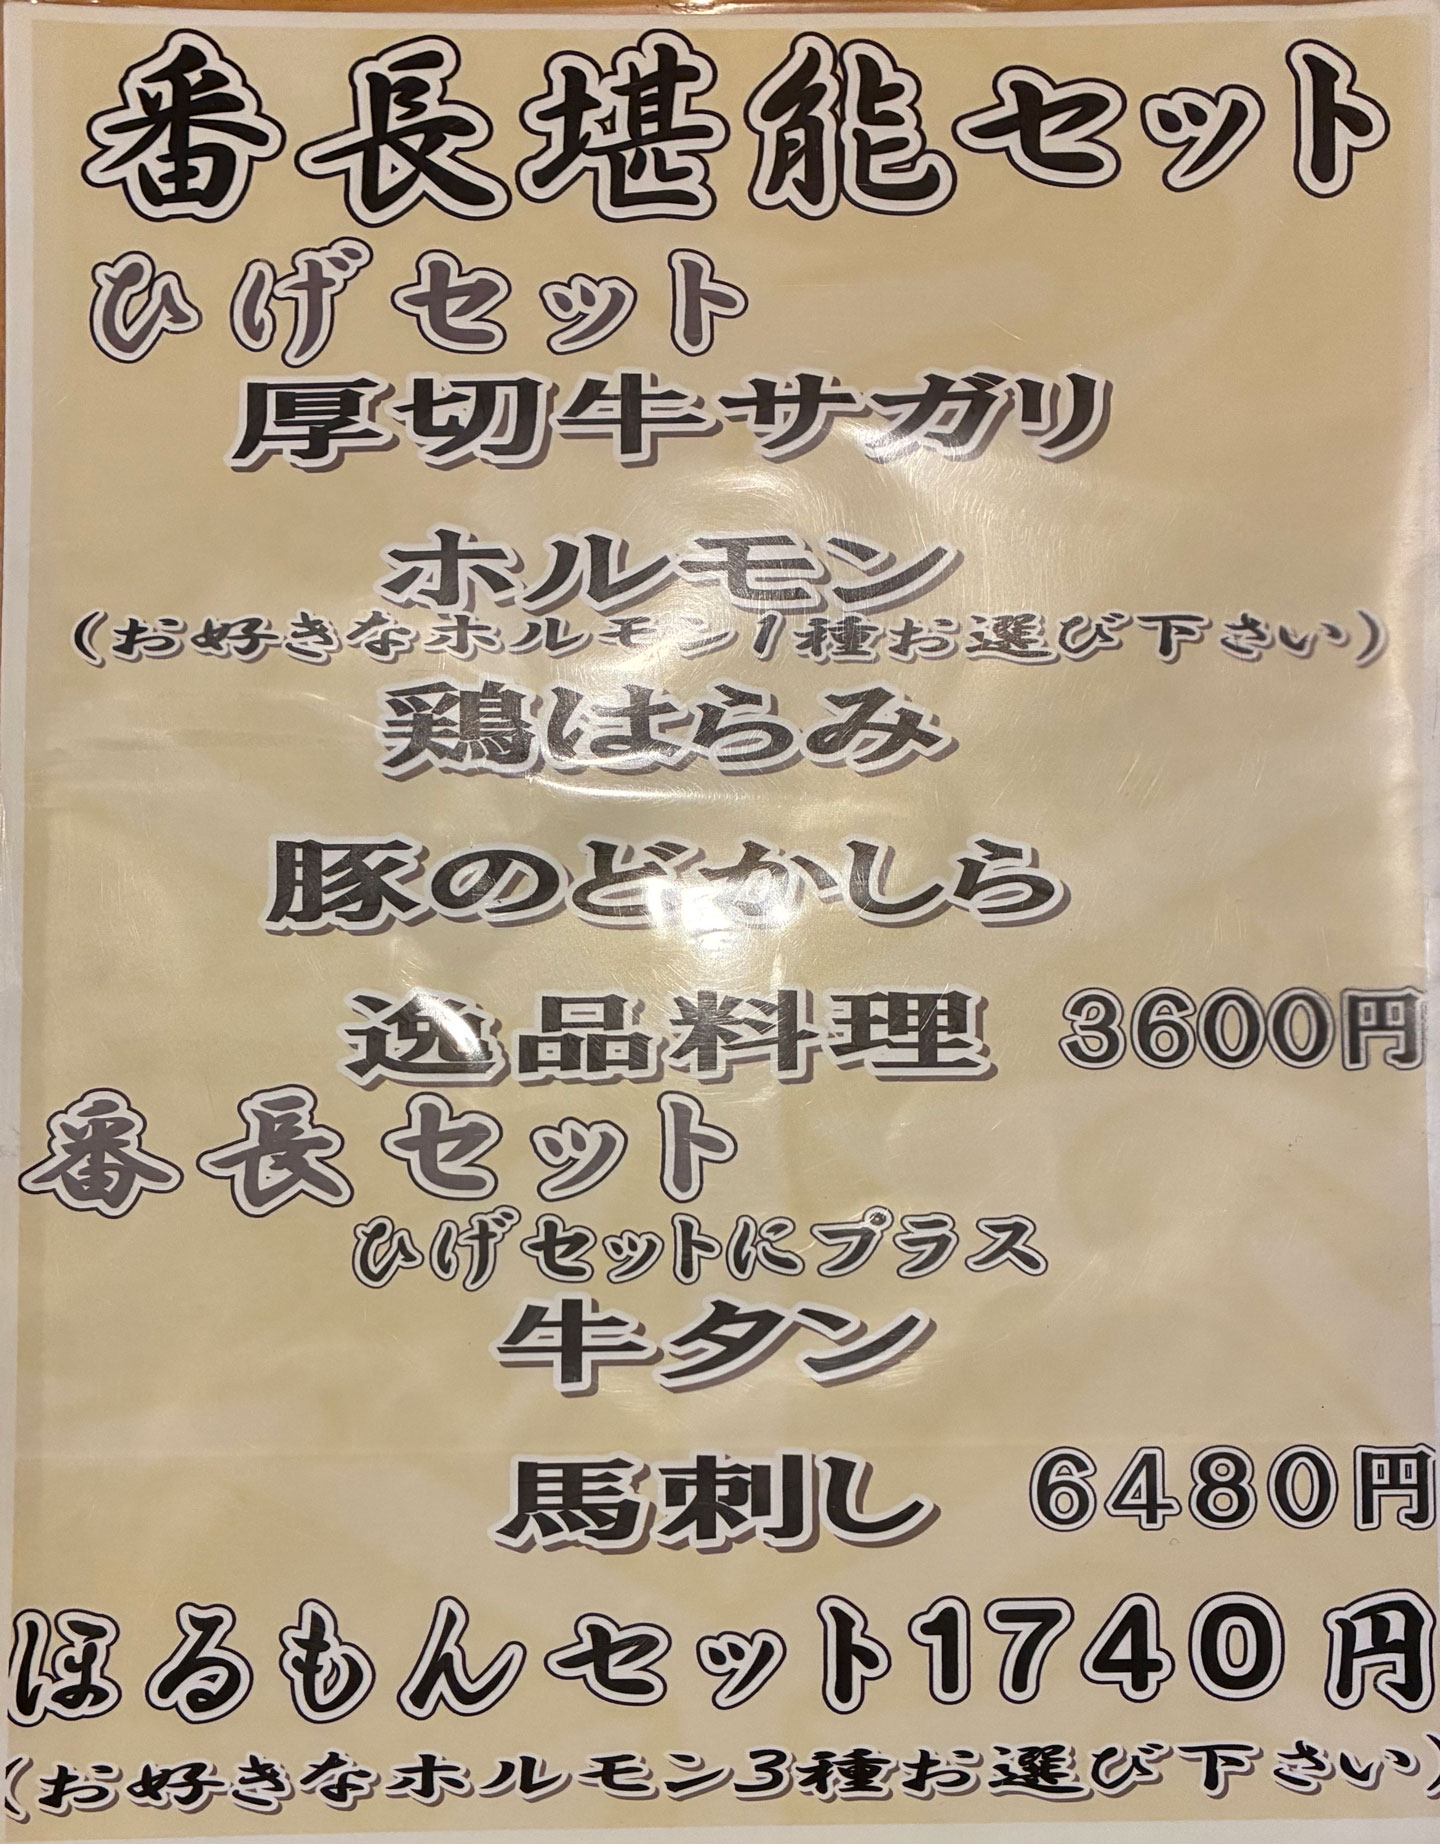 番長堪能セット
ひげセット
厚切牛サガリ
ホルモン
(お好きなホルモン1種お選び下さい)
鶏はらみ
豚のどかしら
逸品料理 3600円
番長セット
ひげセットにプラス
牛タン
馬刺し 6480円
ほるもんセット1740円
(お好きなホルモン3種お選び下さい)